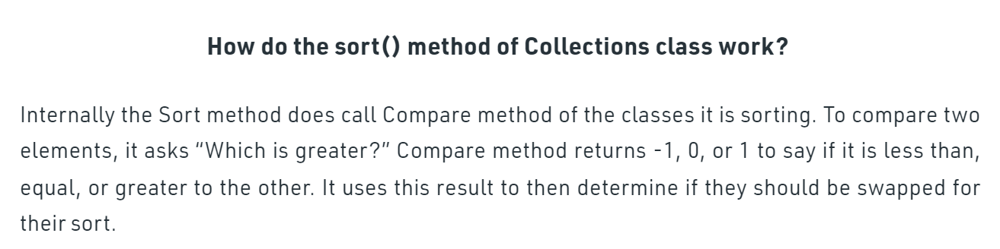 How do the sort() method of Collections class work?
Internally the Sort method does call Compare method of the classes it is sorting. To compare two
elements, it asks “Which is greater?” Compare method returns -1, 0, or 1 to say if it is less than,
equal, or greater to the other. It uses this result to then determine if they should be swapped for
their sort.